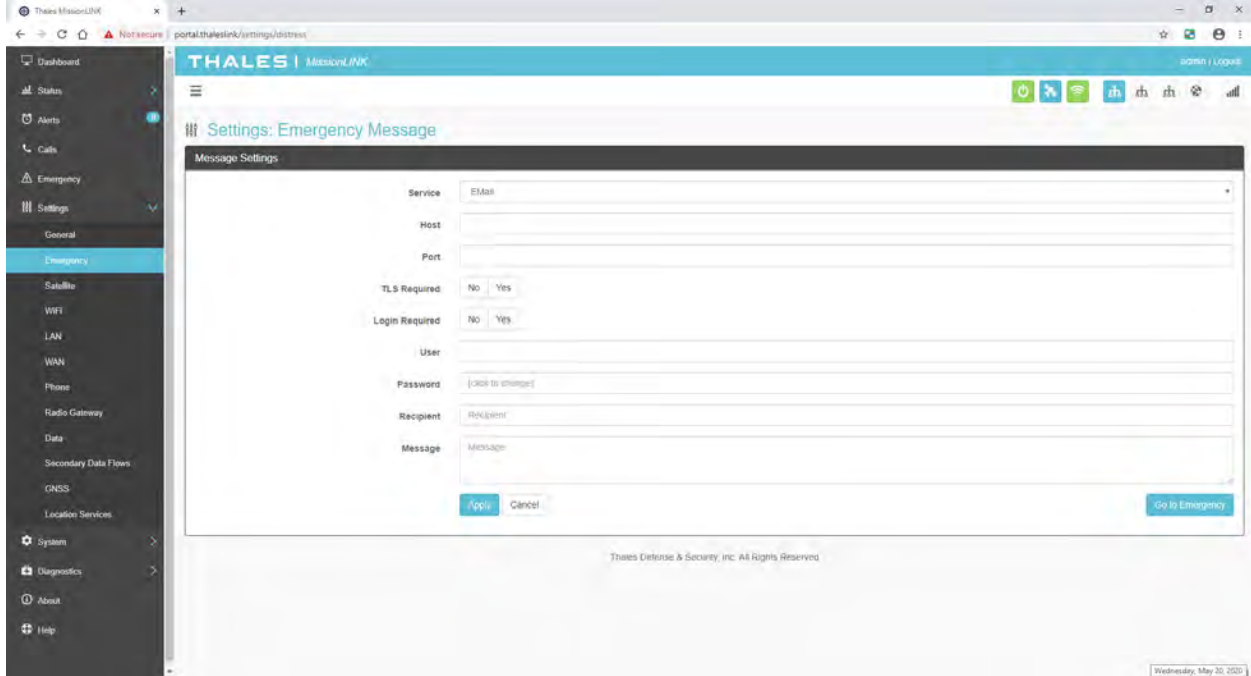 Thales MissionLINK
Not secure
portal.thaleslink/settings/distress
THALES | MissionLINK
admin | Logout
Dashboard
Status
Alerts
Calls
Emergency
Settings
General
Emergency
Satellite
WiFi
LAN
WAN
Phone
Radio Gateway
Data
Secondary Data Flows
GNSS
Location Services
System
Diagnostics
About
Help
Settings: Emergency Message
Message Settings
Service EMail
Host
Port
TLS Required No Yes
Login Required No Yes
User
Password [click to change]
Recipient Recipient
Message Message
Apply Cancel Go to Emergency
Thales Defense & Security, Inc. All Rights Reserved
Wednesday, May 20, 2020